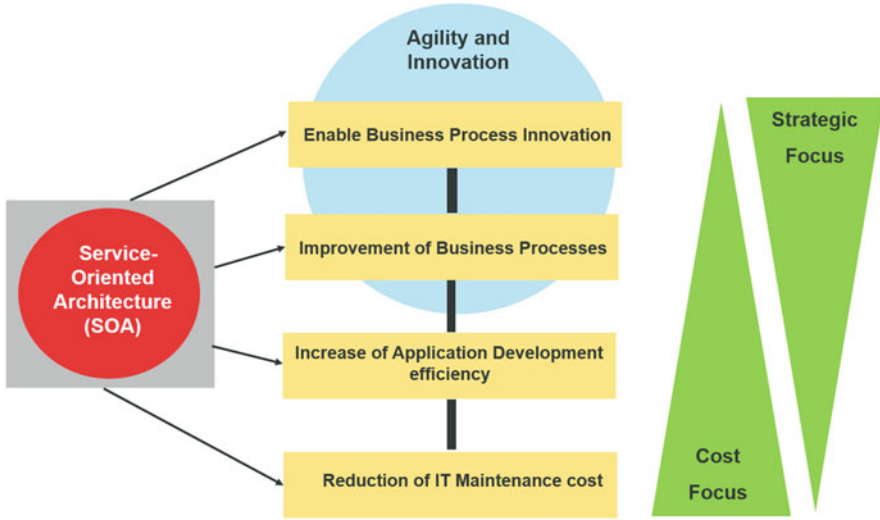 Agility and
Innovation
Enable Business Process Innovation
Strategic
Focus
Service-
Oriented
Architecture
(SOA)
Improvement of Business Processes
Increase of Application Development
efficiency
Reduction of IT Maintenance cost
Cost
Focus